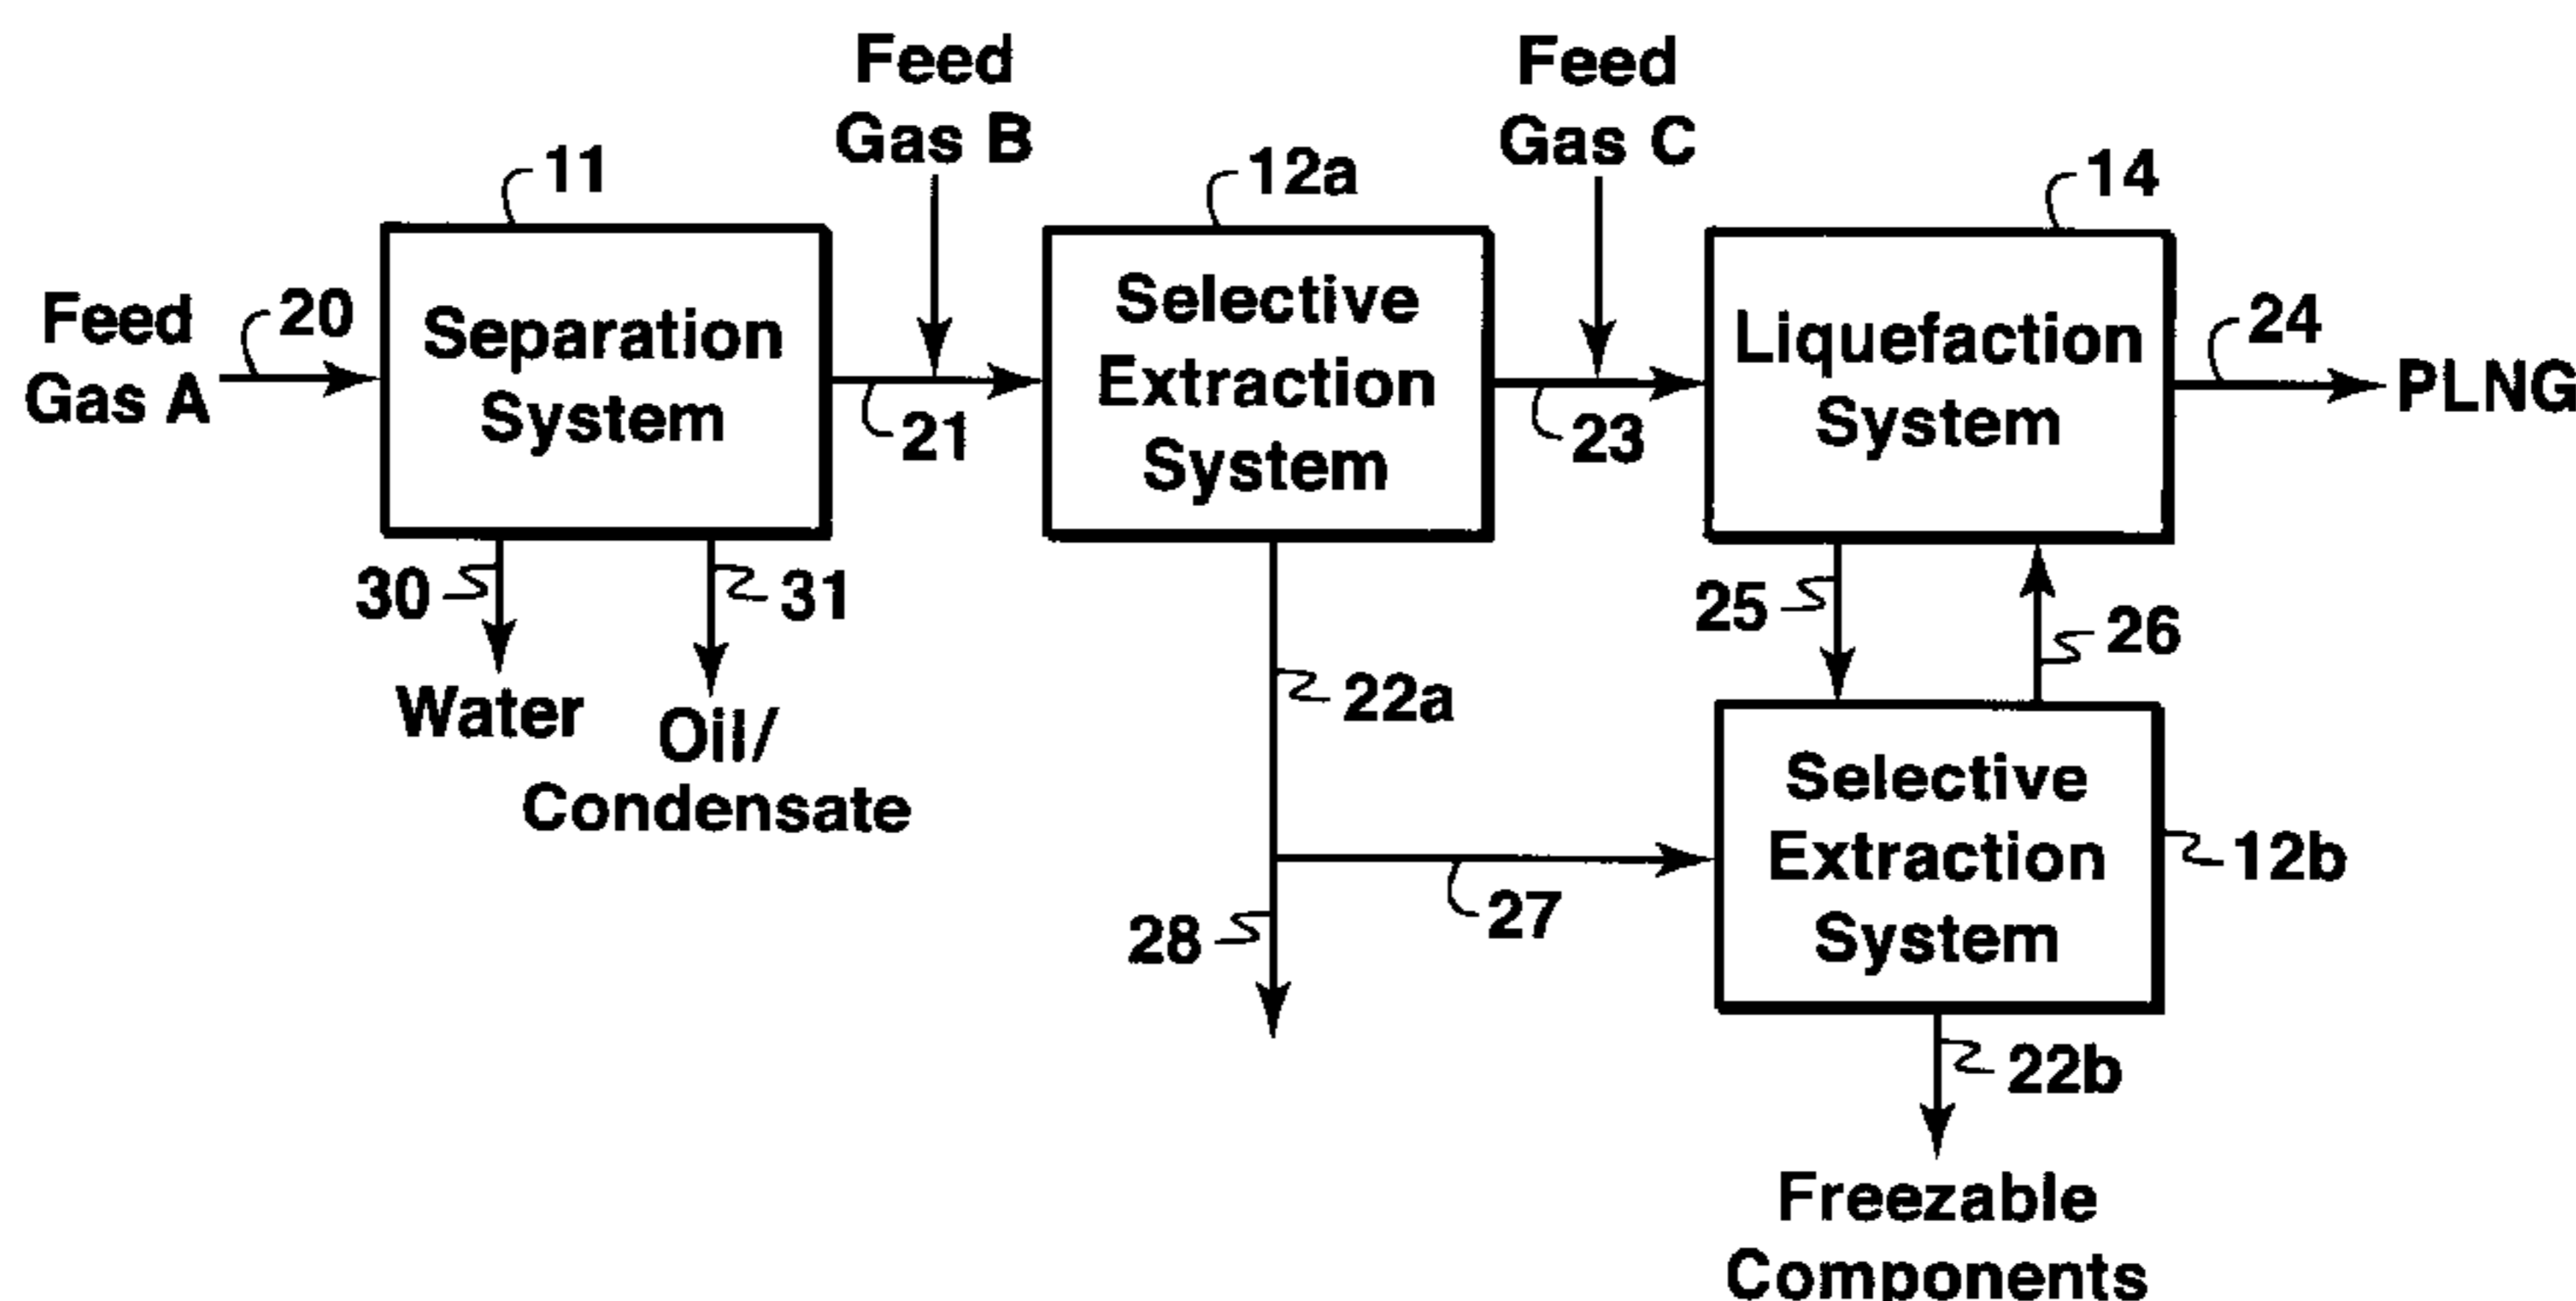 Feed
Gas A
20
11
Separation
System
30
31
Water
Oil/
Condensate
Feed
Gas B
21
12a
Selective
Extraction
System
22a
28
27
Feed
Gas C
23
14
Liquefaction
System
24
PLNG
25
26
Selective
Extraction
System
12b
22b
Freezable
Components